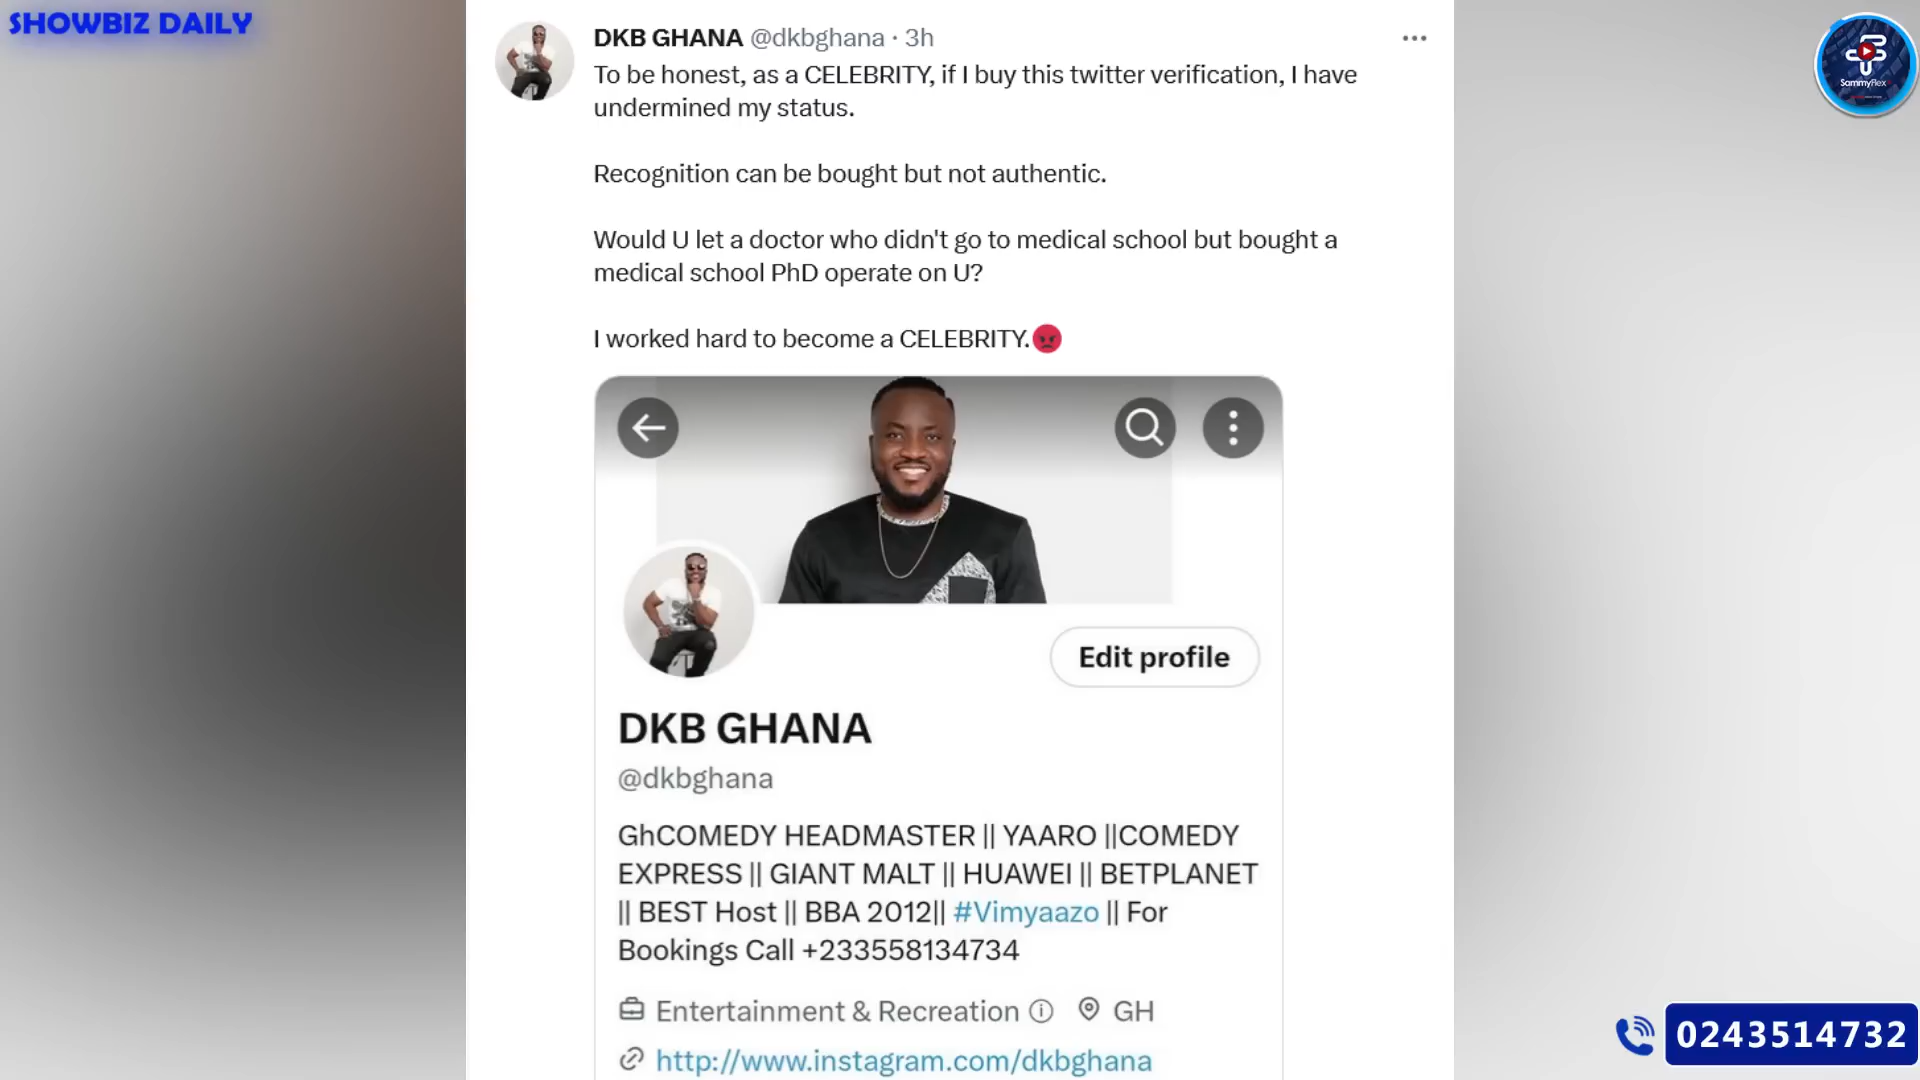 SHOWBIZ DAILY
DKB GHANA @dkbghana · 3h
To be honest, as a CELEBRITY, if I buy this twitter verification, I have
undermined my status.
Recognition can be bought but not authentic.
Would U let a doctor who didn't go to medical school but bought a
medical school PhD operate on U?
I worked hard to become a CELEBRITY.😡
SammyFlex
Edit profile
DKB GHANA
@dkbghana
GhCOMEDY HEADMASTER || YAARO ||COMEDY
EXPRESS || GIANT MALT || HUAWEI || BETPLANET
|| BEST Host || BBA 2012|| #Vimyaazo || For
Bookings Call +233558134734
Entertainment & Recreation GH
http://www.instagram.com/dkbghana
0243514732